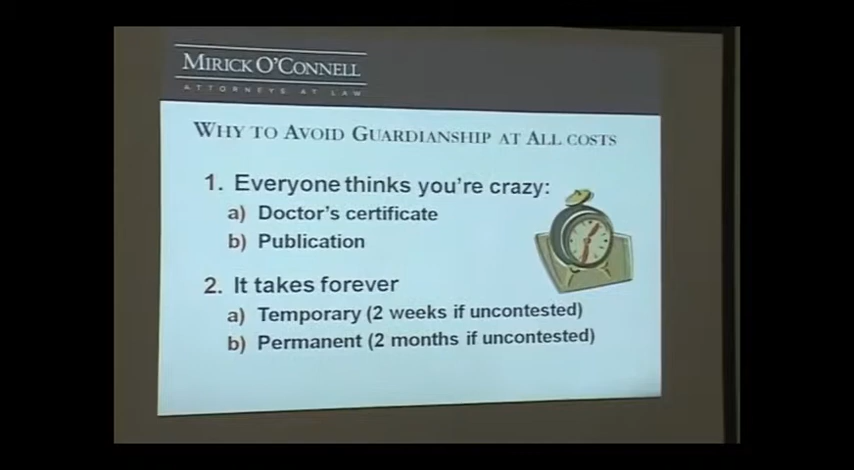 MIRICK O'CONNELL
ATTORNEYS AT LAW
WHY TO AVOID GUARDIANSHIP AT ALL COSTS
1. Everyone thinks you're crazy:
a) Doctor's certificate
b) Publication
2. It takes forever
a) Temporary (2 weeks if uncontested)
b) Permanent (2 months if uncontested)